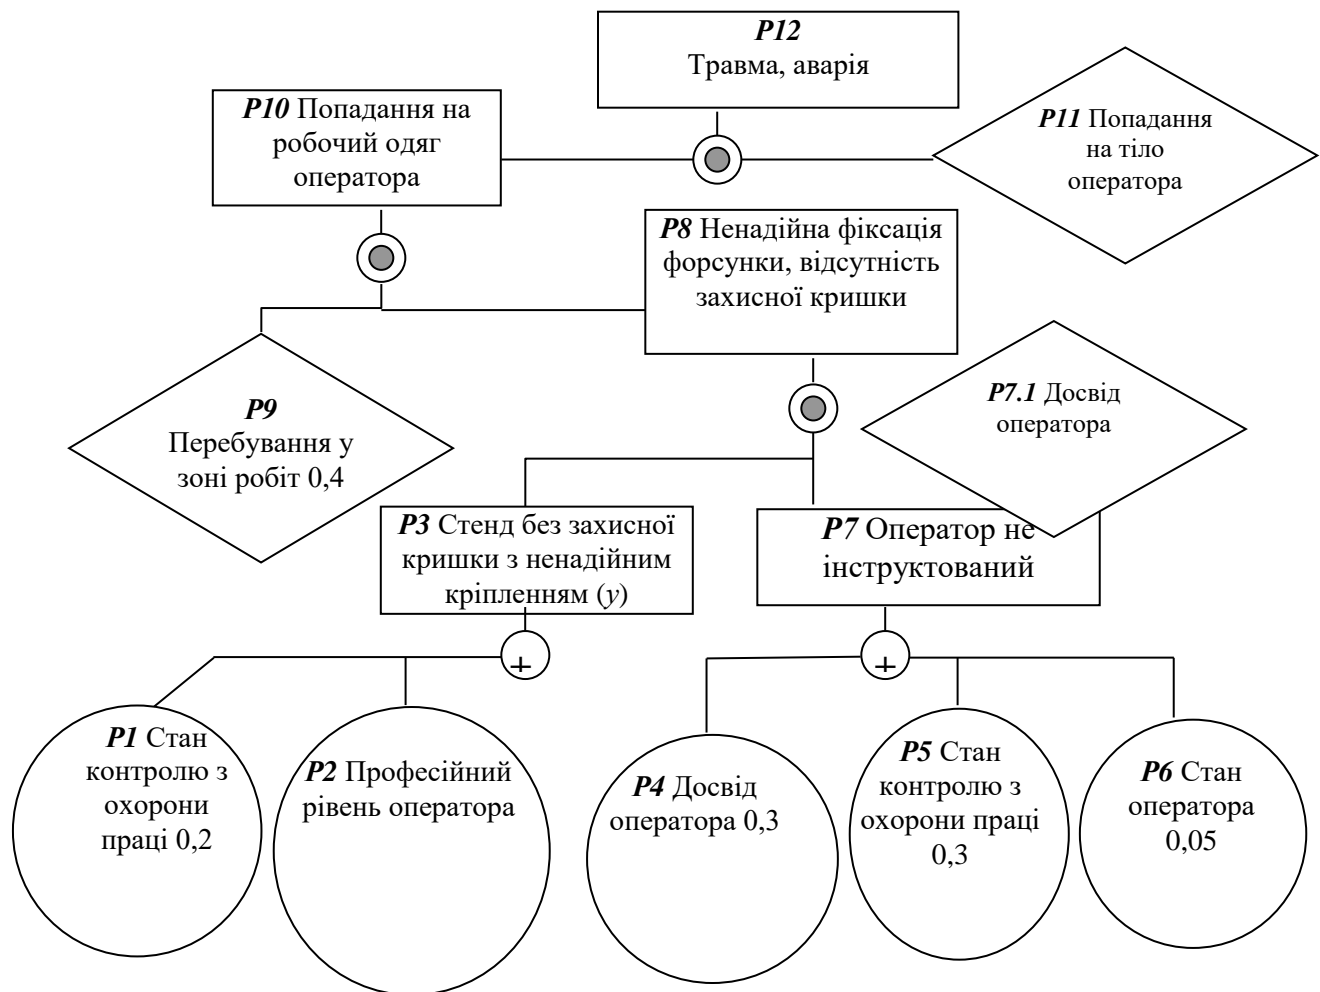 P12
Травма, аварія
P10 Попадання на
робочий одяг
оператора
P11 Попадання
на тіло
оператора
P8 Ненадійна фіксація
форсунки, відсутність
захисної кришки
P9
Перебування у
зоні робіт 0,4
P7.1 Досвід
оператора
P3 Стенд без захисної
кришки з ненадійним
кріпленням (у)
P7 Оператор не
інструктований
+
+
P1 Стан
контролю з
охорони
праці 0,2
P2 Професійний
рівень оператора
P4 Досвід
оператора 0,3
P5 Стан
контролю з
охорони праці
0,3
P6 Стан
оператора
0,05